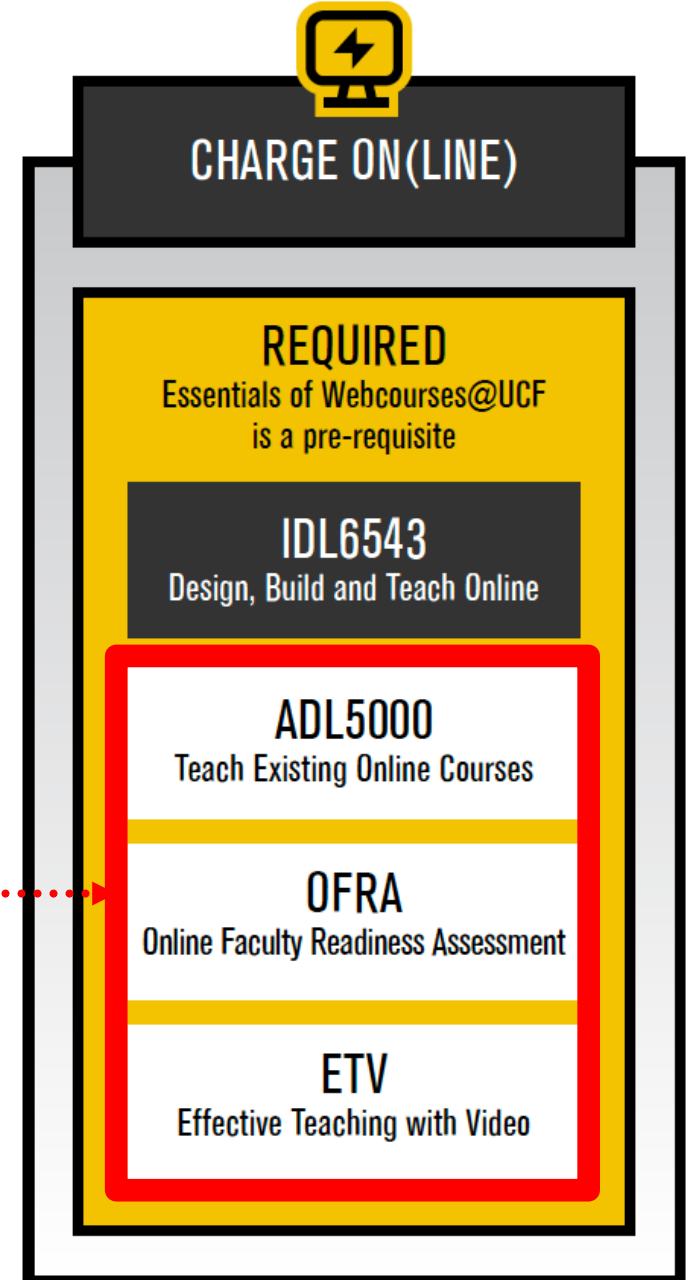 CHARGE ON(LINE)
REQUIRED
Essentials of Webcourses@UCF
is a pre-requisite
IDL6543
Design, Build and Teach Online
ADL5000
Teach Existing Online Courses
OFRA
Online Faculty Readiness Assessment
ETV
Effective Teaching with Video